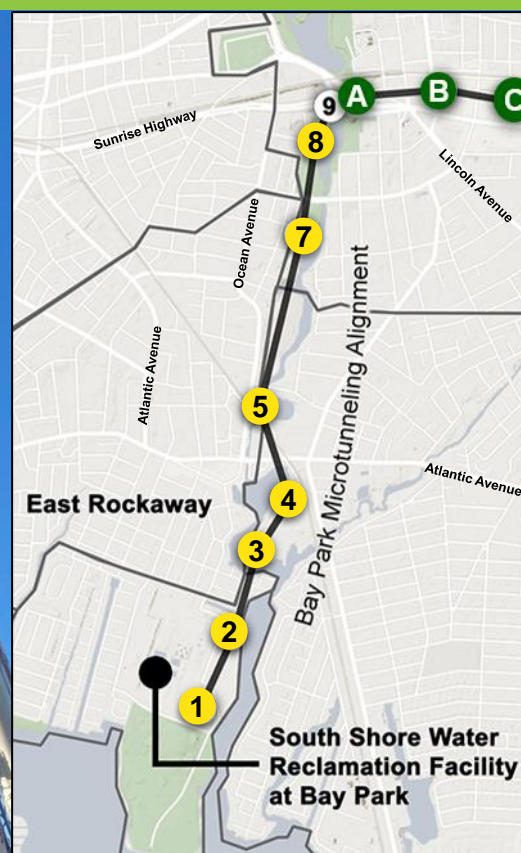 9
A
B
C
8
Sunrise Highway
Lincoln Avenue
7
Ocean Avenue
Bay Park Microtunneling Alignment
Atlantic Avenue
5
Atlantic Avenue
4
East Rockaway
3
2
1
South Shore Water
Reclamation Facility
at Bay Park